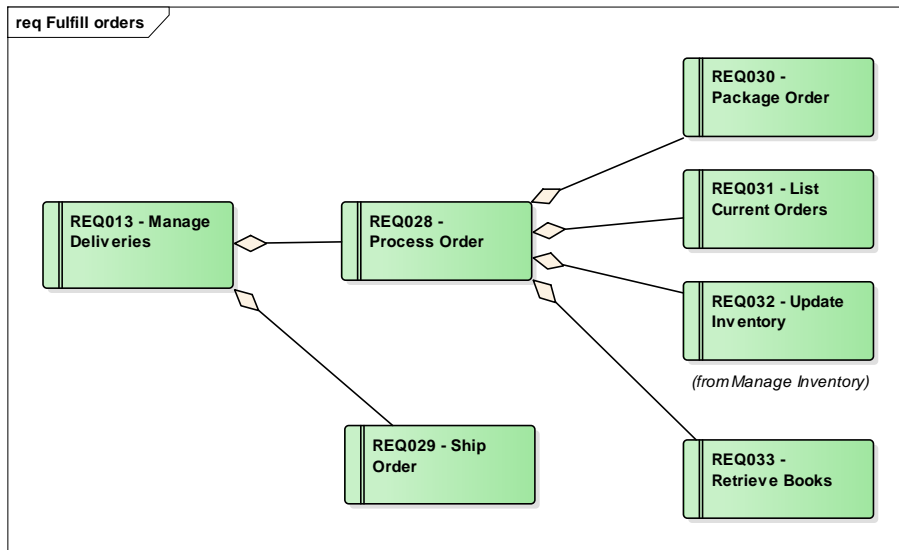 req Fulfill orders
REQ030 -
Package Order
REQ031 - List
Current Orders
REQ013 - Manage
Deliveries
REQ028 -
Process Order
REQ032 - Update
Inventory
(from Manage Inventory)
REQ029 - Ship
Order
REQ033 -
Retrieve Books